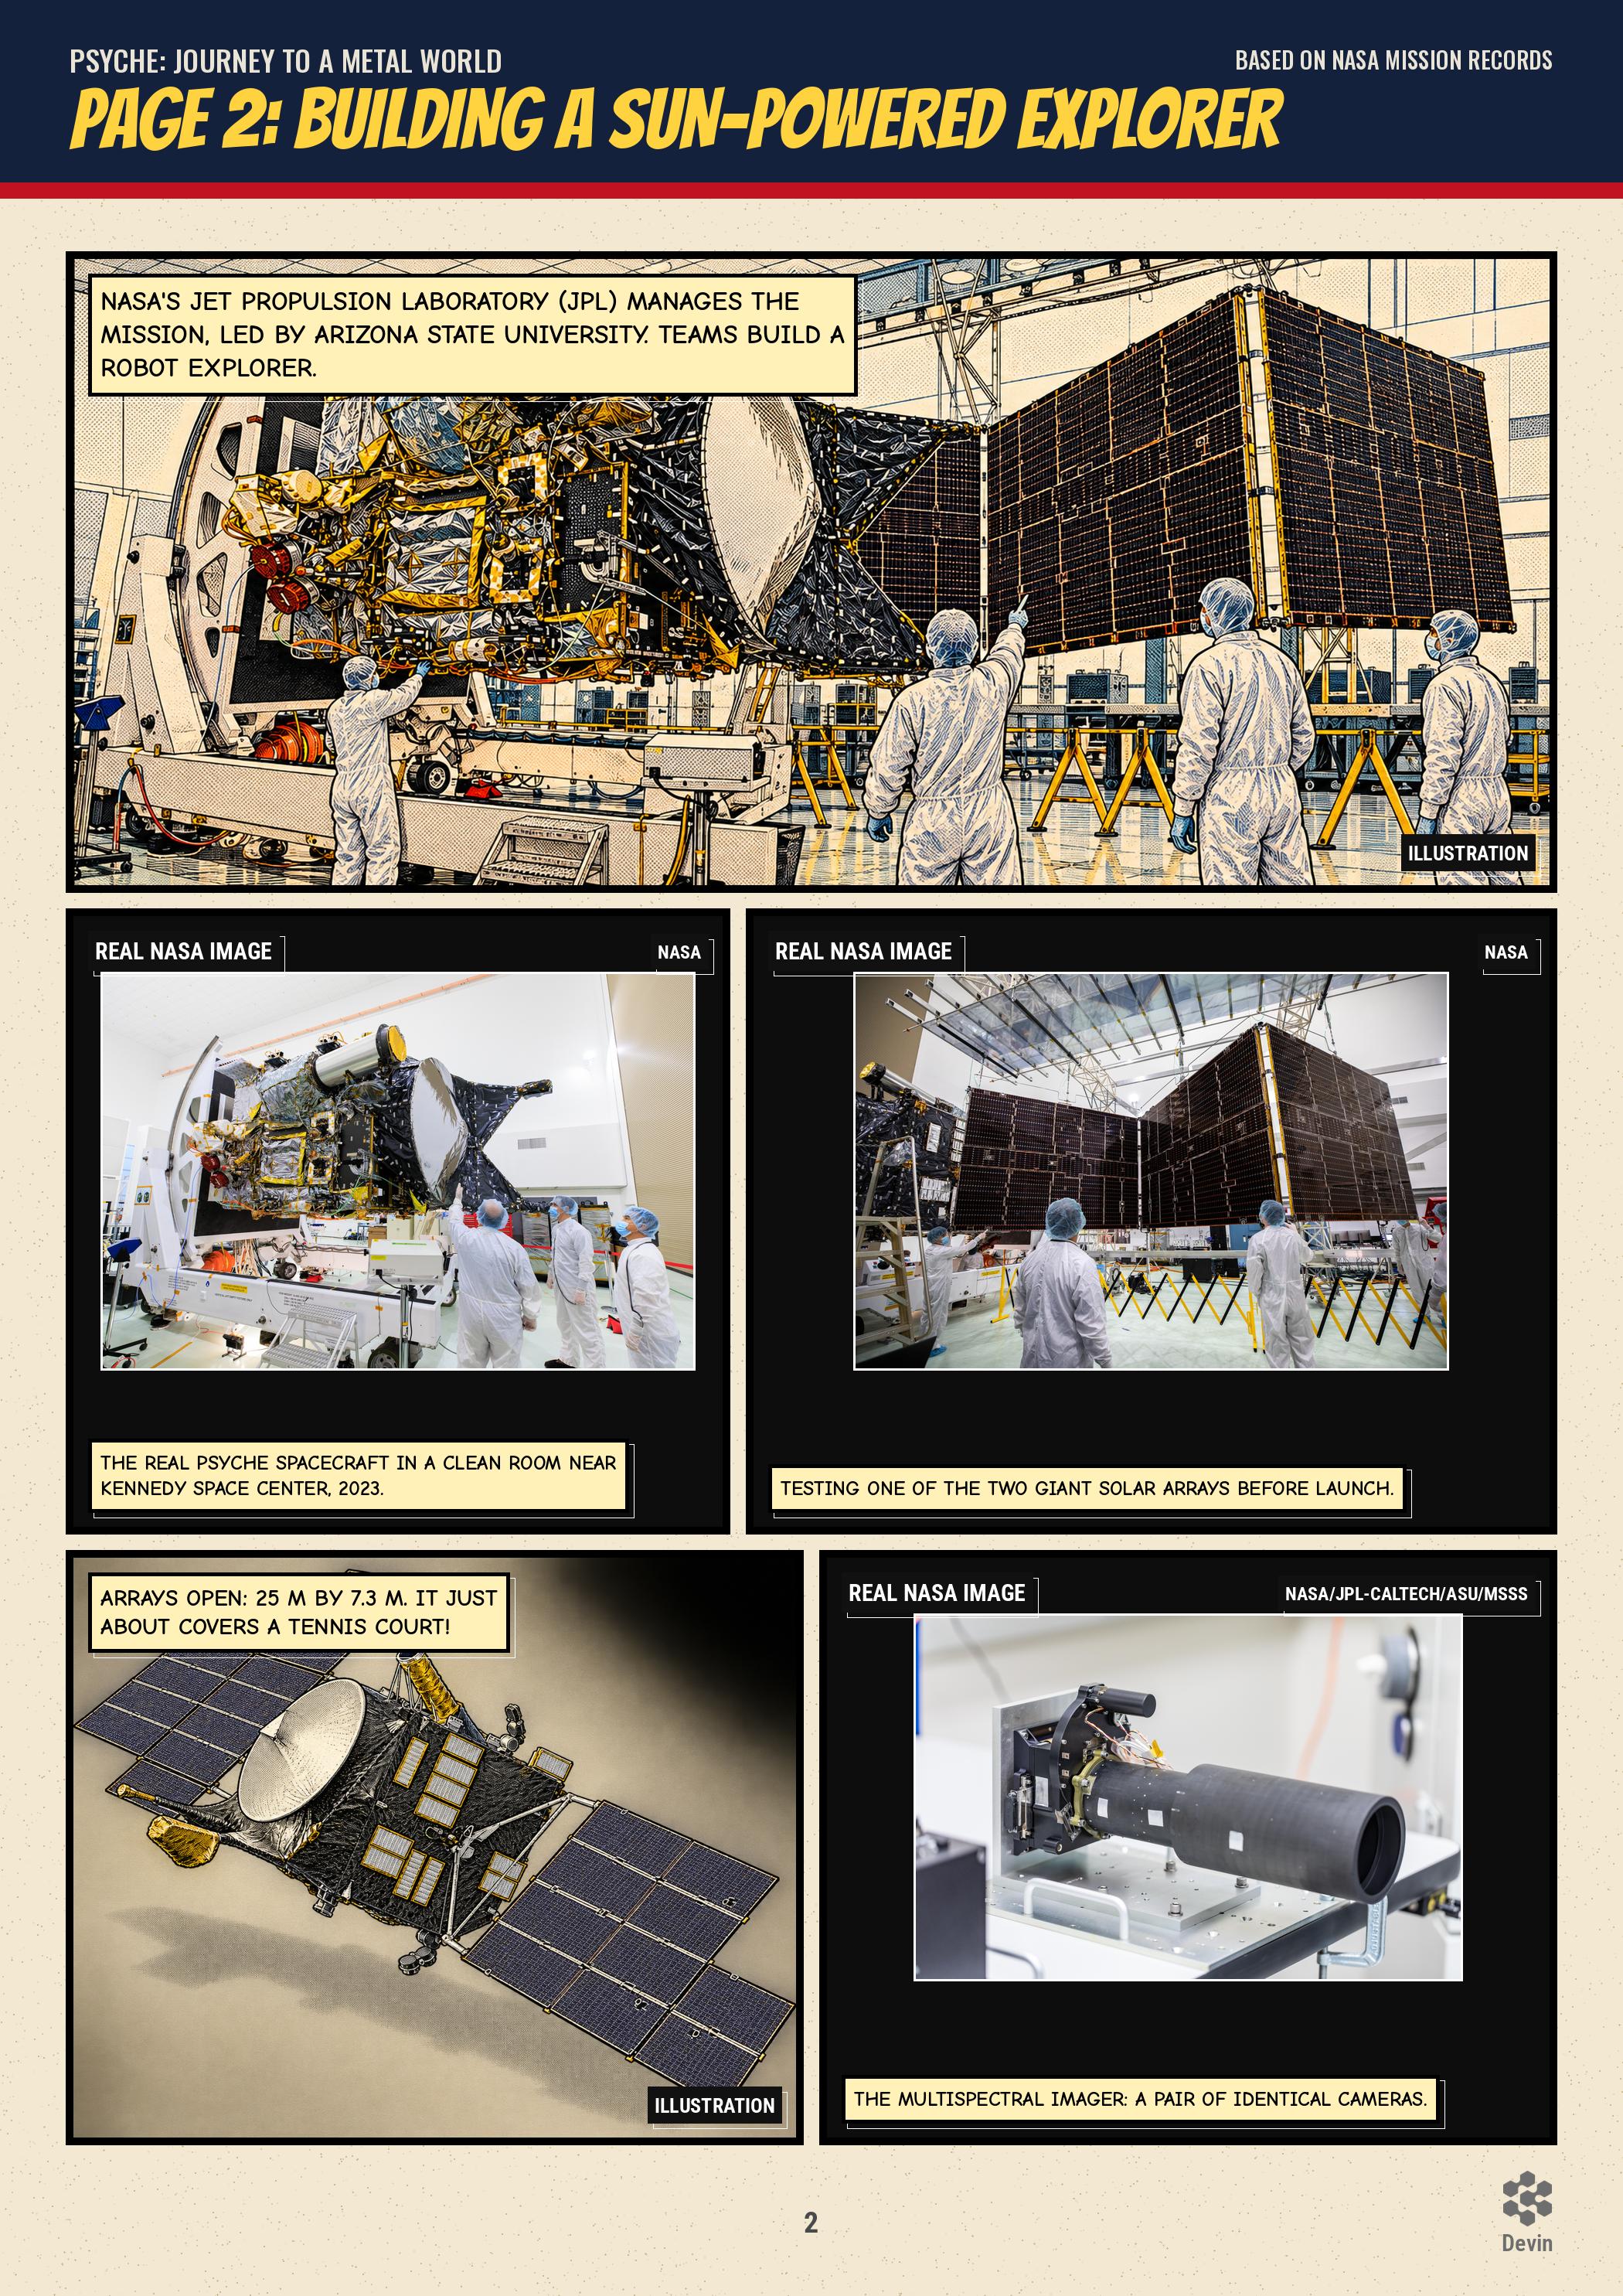 PSYCHE: JOURNEY TO A METAL WORLD
BASED ON NASA MISSION RECORDS
PAGE 2: BUILDING A SUN-POWERED EXPLORER
NASA'S JET PROPULSION LABORATORY (JPL) MANAGES THE
MISSION, LED BY ARIZONA STATE UNIVERSITY. TEAMS BUILD A
ROBOT EXPLORER.
ILLUSTRATION
REAL NASA IMAGE
NASA
THE REAL PSYCHE SPACECRAFT IN A CLEAN ROOM NEAR
KENNEDY SPACE CENTER, 2023.
REAL NASA IMAGE
NASA
TESTING ONE OF THE TWO GIANT SOLAR ARRAYS BEFORE LAUNCH.
ARRAYS OPEN: 25 M BY 7.3 M. IT JUST
ABOUT COVERS A TENNIS COURT!
ILLUSTRATION
REAL NASA IMAGE
NASA/JPL-CALTECH/ASU/MSSS
THE MULTISPECTRAL IMAGER: A PAIR OF IDENTICAL CAMERAS.
2
Devin